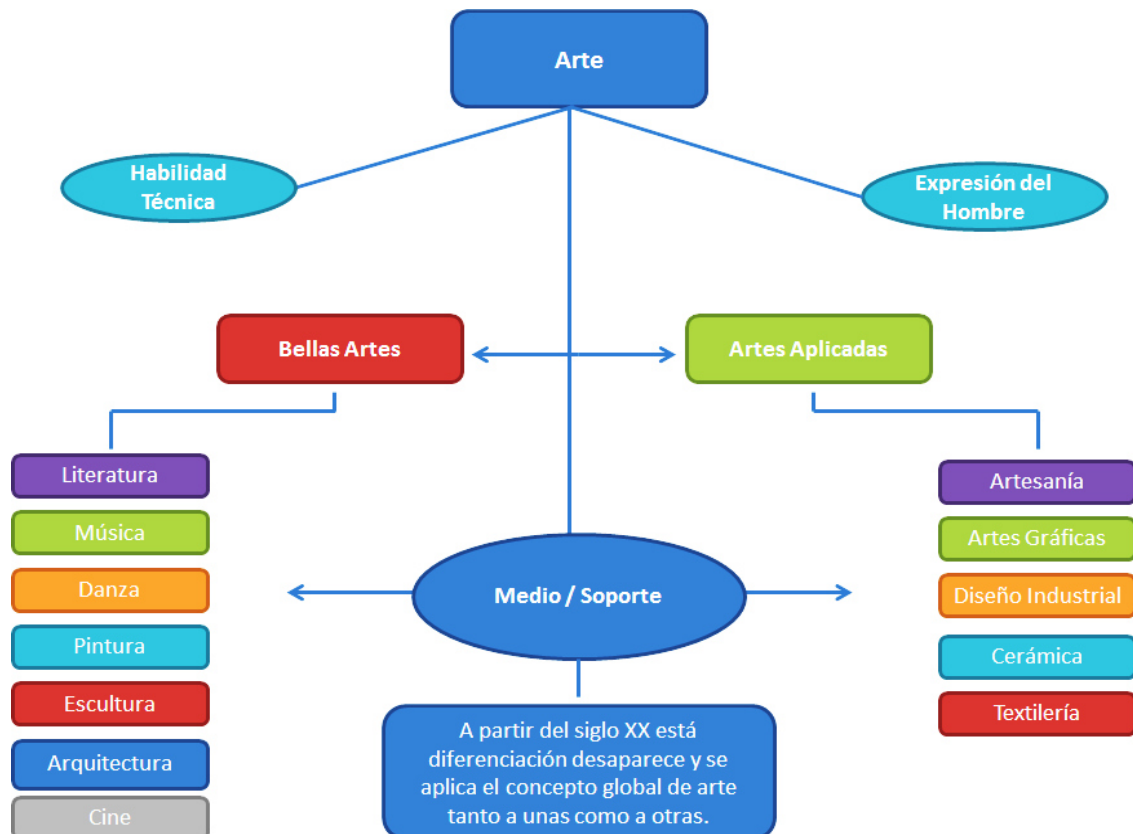 Arte
Habilidad
Técnica
Expresión del
Hombre
Bellas Artes
Artes Aplicadas
Literatura
Música
Danza
Pintura
Escultura
Arquitectura
Cine
Artesanía
Artes Gráficas
Diseño Industrial
Cerámica
Textilería
Medio / Soporte
A partir del siglo XX está
diferenciación desaparece y se
aplica el concepto global de arte
tanto a unas como a otras.